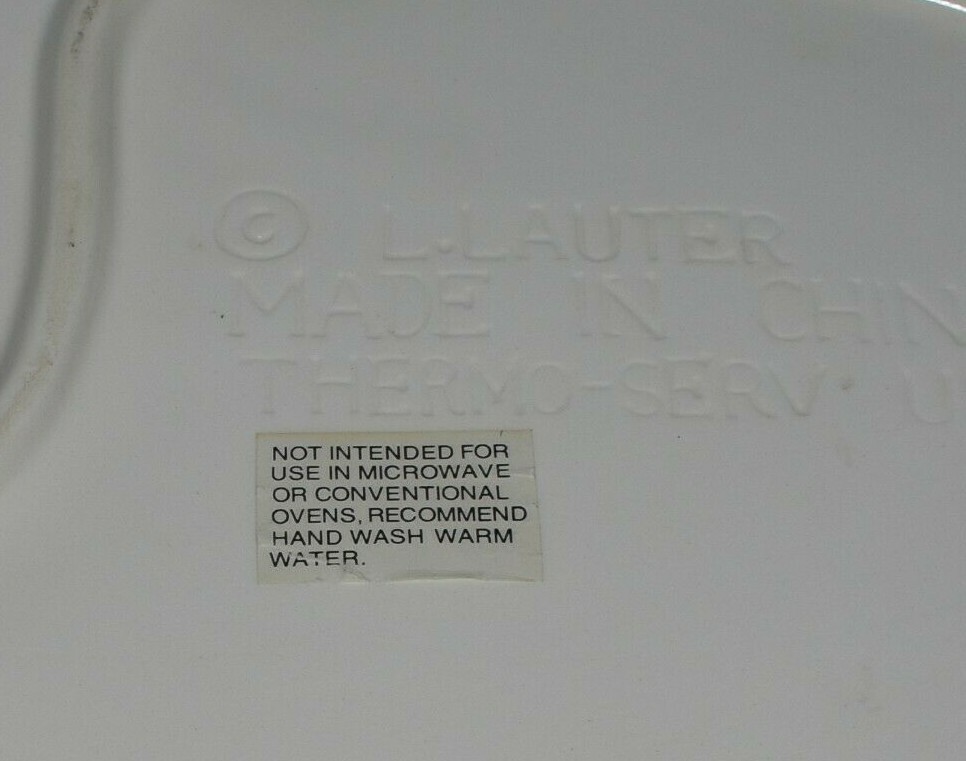 © L.LAUTER
MADE IN CHIN
THERMO-SERV' U
NOT INTENDED FOR
USE IN MICROWAVE
OR CONVENTIONAL
OVENS, RECOMMEND
HAND WASH WARM
WATER.